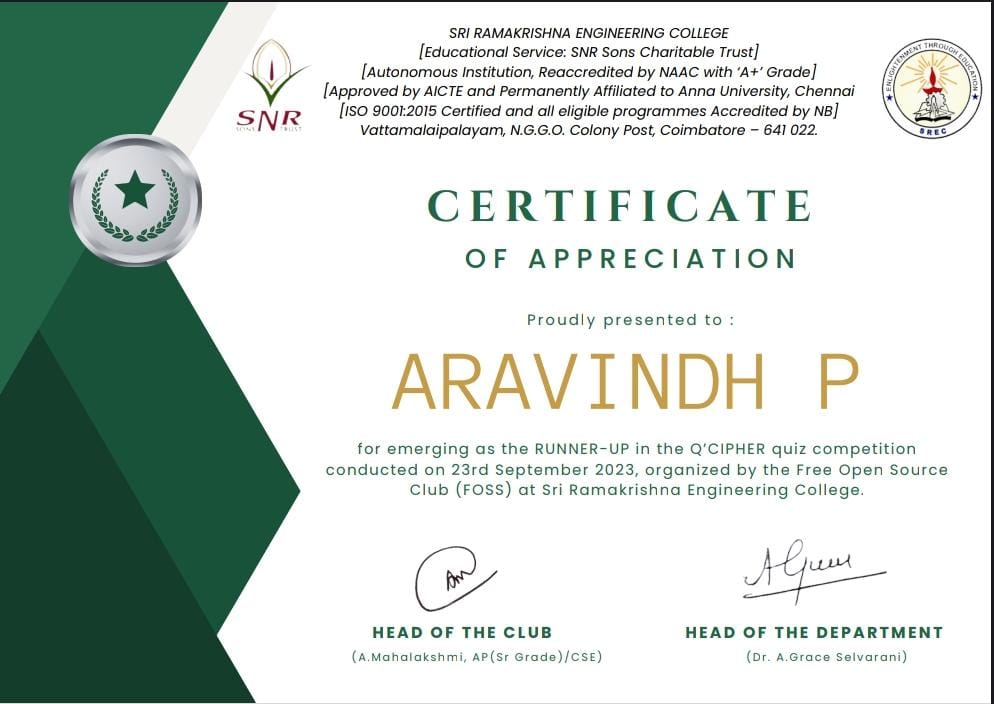 SNR
SONS TRUST
SRI RAMAKRISHNA ENGINEERING COLLEGE
[Educational Service: SNR Sons Charitable Trust]
[Autonomous Institution, Reaccredited by NAAC with ‘A+’ Grade]
[Approved by AICTE and Permanently Affiliated to Anna University, Chennai
[ISO 9001:2015 Certified and all eligible programmes Accredited by NB]
Vattamalaipalayam, N.G.G.O. Colony Post, Coimbatore – 641 022.
ENLIGHTENMENT THROUGH EDUCATION
SREC
CERTIFICATE
OF APPRECIATION
Proudly presented to :
ARAVINDH P
for emerging as the RUNNER-UP in the Q’CIPHER quiz competition
conducted on 23rd September 2023, organized by the Free Open Source
Club (FOSS) at Sri Ramakrishna Engineering College.
HEAD OF THE CLUB
(A.Mahalakshmi, AP(Sr Grade)/CSE)
HEAD OF THE DEPARTMENT
(Dr. A.Grace Selvarani)